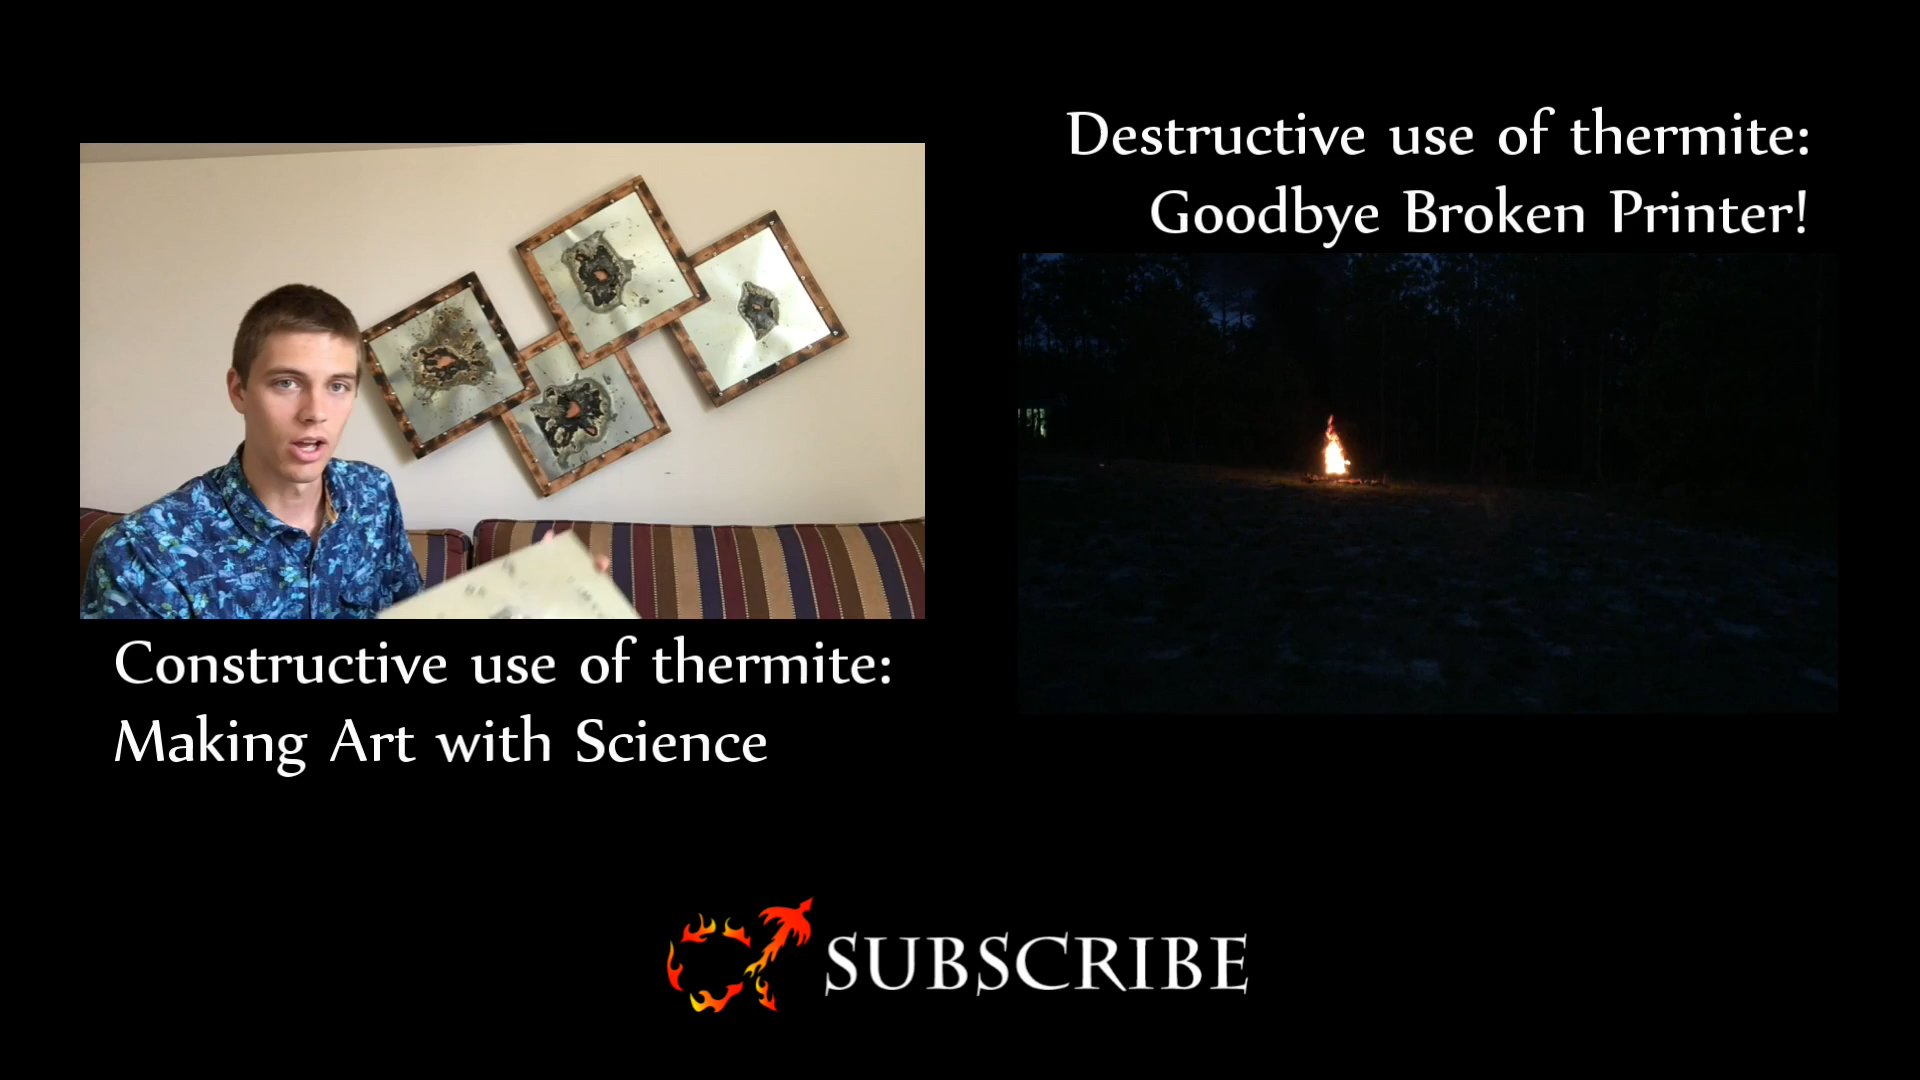 Constructive use of thermite:
Making Art with Science
Destructive use of thermite:
Goodbye Broken Printer!
SUBSCRIBE